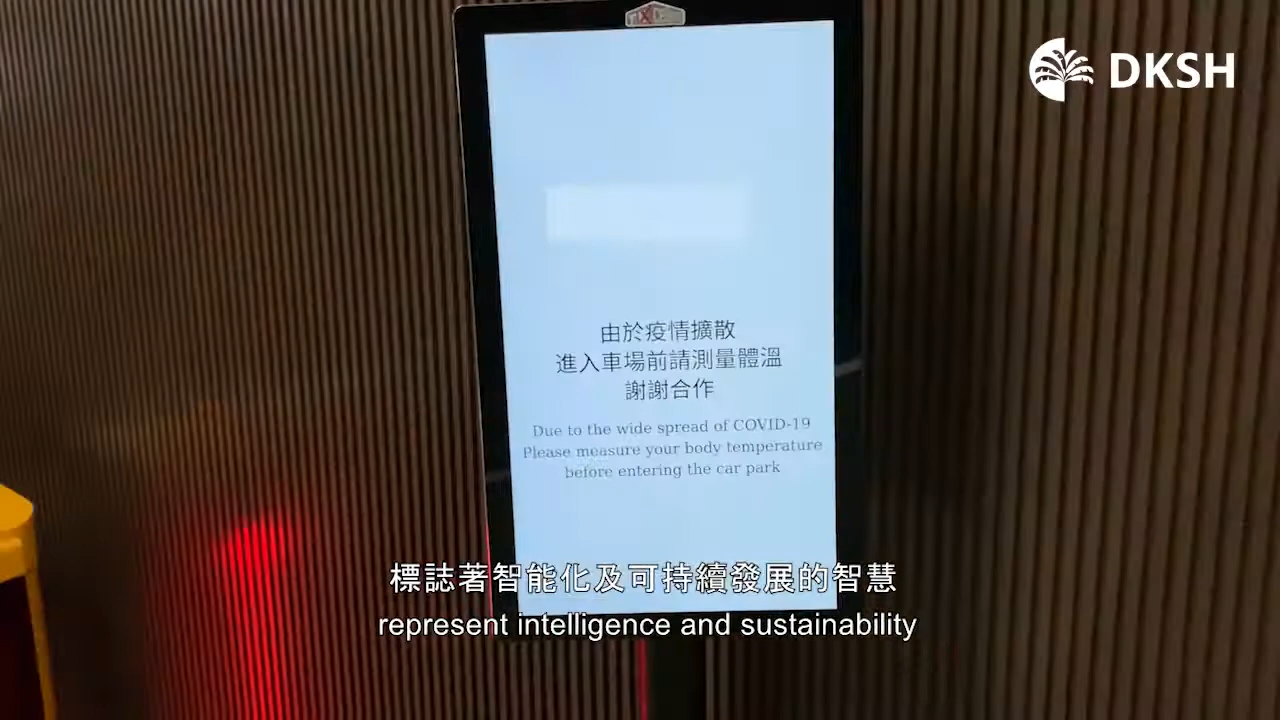 DKSH
由於疫情擴散
進入車場前請測量體溫
謝謝合作
Due to the wide spread of COVID-19
Please measure your body temperature
before entering the car park
標誌著智能化及可持續發展的智慧
represent intelligence and sustainability